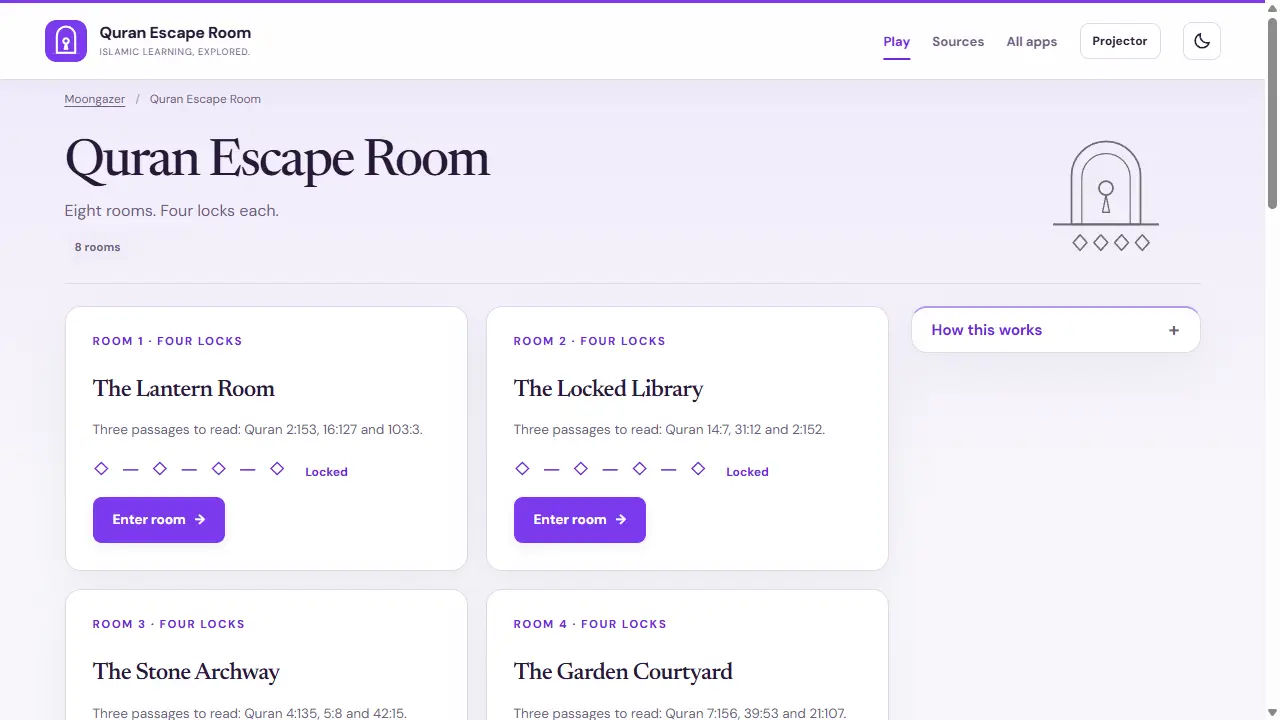 Quran Escape Room
ISLAMIC LEARNING, EXPLORED.
Play
Sources
All apps
Projector
Moongazer / Quran Escape Room
Quran Escape Room
Eight rooms. Four locks each.
8 rooms
ROOM 1 · FOUR LOCKS
The Lantern Room
Three passages to read: Quran 2:153, 16:127 and 103:3.
Locked
Enter room →
ROOM 2 · FOUR LOCKS
The Locked Library
Three passages to read: Quran 14:7, 31:12 and 2:152.
Locked
Enter room →
How this works +
ROOM 3 · FOUR LOCKS
The Stone Archway
Three passages to read: Quran 4:135, 5:8 and 42:15.
ROOM 4 · FOUR LOCKS
The Garden Courtyard
Three passages to read: Quran 7:156, 39:53 and 21:107.